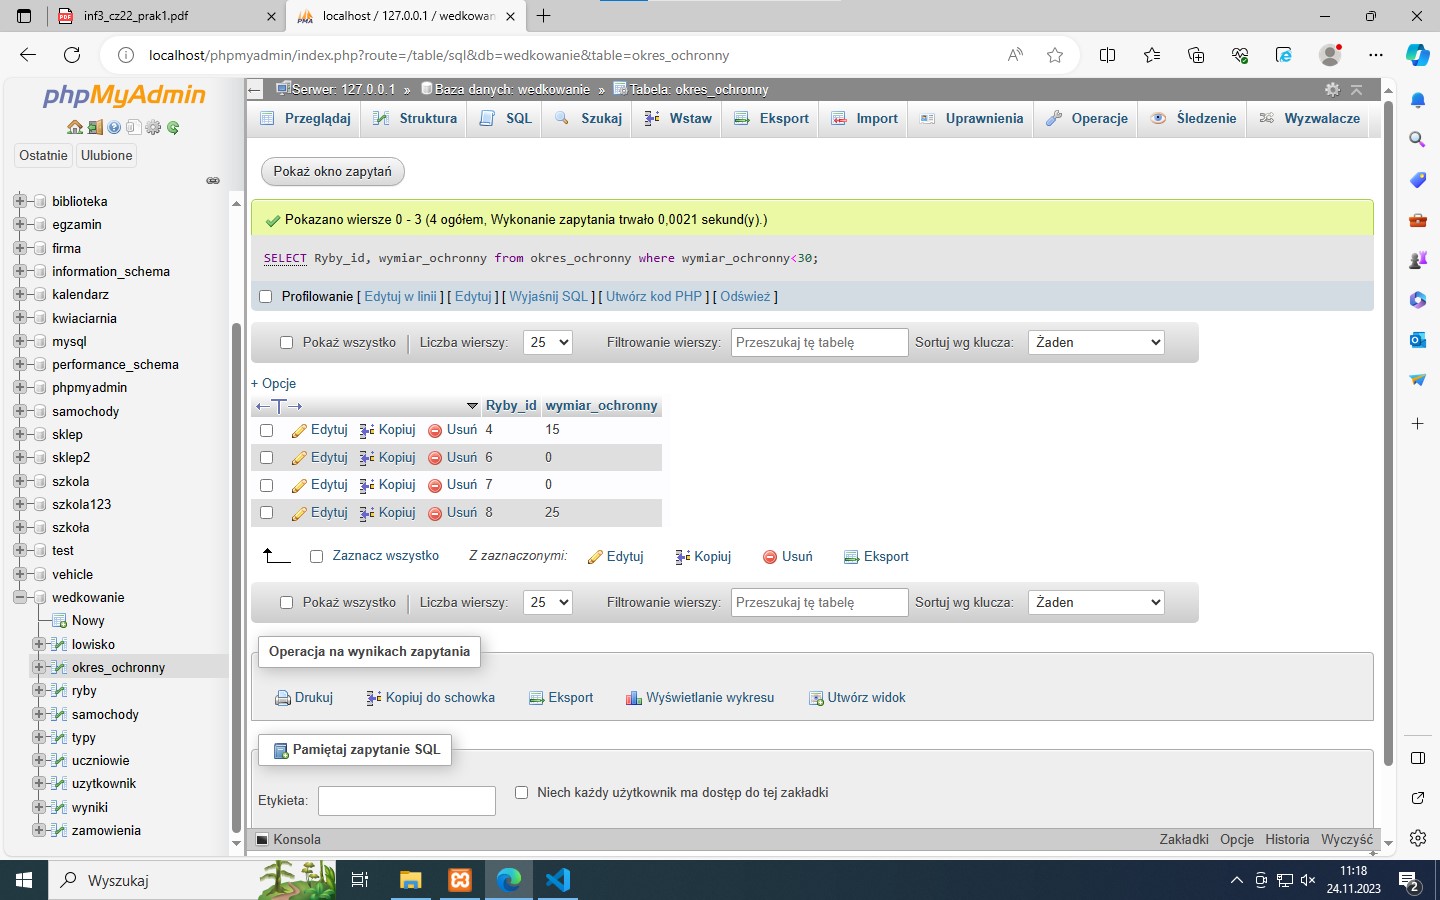 inf3_cz22_prak1.pdf
localhost / 127.0.0.1 / wedkowan
localhost/phpmyadmin/index.php?route=/table/sql&db=wedkowanie&table=okres_ochronny
phpMyAdmin
Ostatnie Ulubione
biblioteka
egzamin
firma
information_schema
kalendarz
kwiaciarnia
mysql
performance_schema
phpmyadmin
samochody
sklep
sklep2
szkola
szkola123
szkoła
test
vehicle
wedkowanie
Nowy
lowisko
okres_ochronny
ryby
samochody
typy
uczniowie
uzytkownik
wyniki
zamowienia
Serwer: 127.0.0.1 » Baza danych: wedkowanie » Tabela: okres_ochronny
Przeglądaj Struktura SQL Szukaj Wstaw Eksport Import Uprawnienia Operacje Śledzenie Wyzwalacze
Pokaż okno zapytań
Pokazano wiersze 0 - 3 (4 ogółem, Wykonanie zapytania trwało 0,0021 sekund(y).)
SELECT Ryby_id, wymiar_ochronny from okres_ochronny where wymiar_ochronny<30;
Profilowanie [ Edytuj w linii ] [ Edytuj ] [ Wyjaśnij SQL ] [ Utwórz kod PHP ] [ Odśwież ]
Pokaż wszystko Liczba wierszy: 25 Filtrowanie wierszy: Przeszukaj tę tabelę Sortuj wg klucza: Żaden
+ Opcje
←T→ Ryby_id wymiar_ochronny
Edytuj Kopiuj Usuń 4 15
Edytuj Kopiuj Usuń 6 0
Edytuj Kopiuj Usuń 7 0
Edytuj Kopiuj Usuń 8 25
Zaznacz wszystko Z zaznaczonymi: Edytuj Kopiuj Usuń Eksport
Pokaż wszystko Liczba wierszy: 25 Filtrowanie wierszy: Przeszukaj tę tabelę Sortuj wg klucza: Żaden
Operacja na wynikach zapytania
Drukuj Kopiuj do schowka Eksport Wyświetlanie wykresu Utwórz widok
Pamiętaj zapytanie SQL
Etykieta: Niech każdy użytkownik ma dostęp do tej zakładki
Konsola Zakładki Opcje Historia Wyczyść
Wyszukaj
11:18
24.11.2023
2